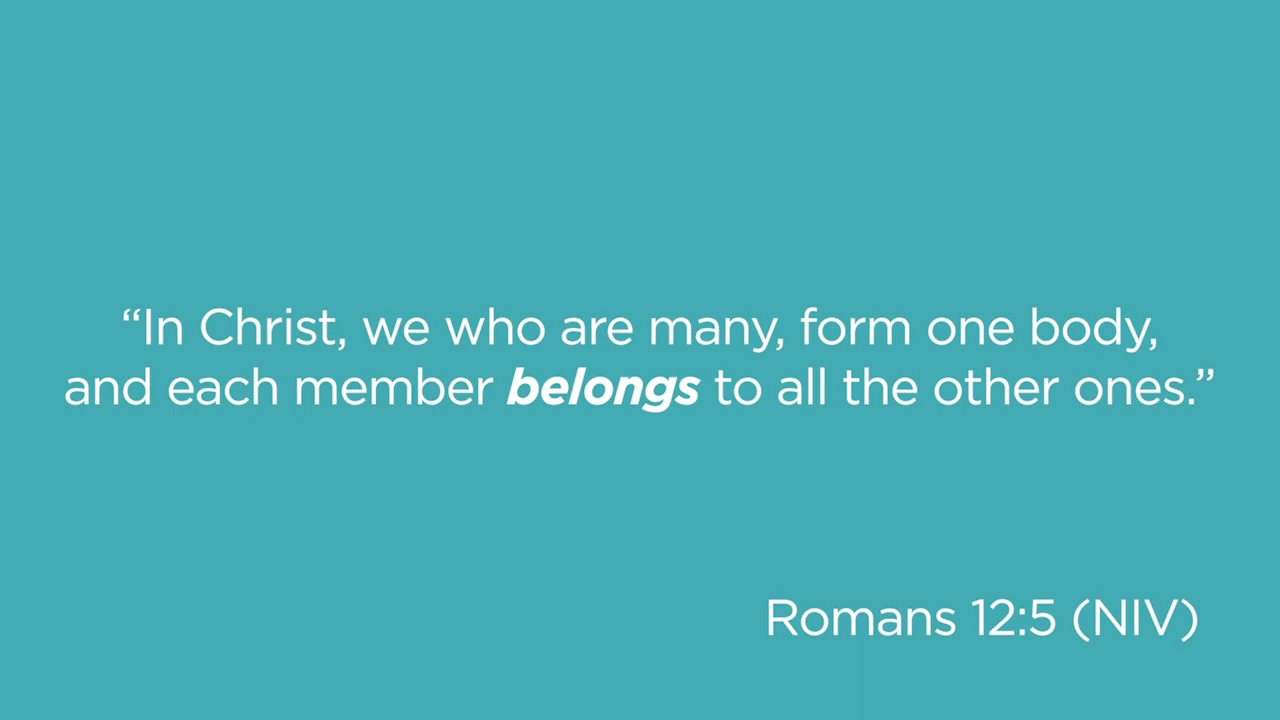 “In Christ, we who are many, form one body,
and each member belongs to all the other ones.”
Romans 12:5 (NIV)